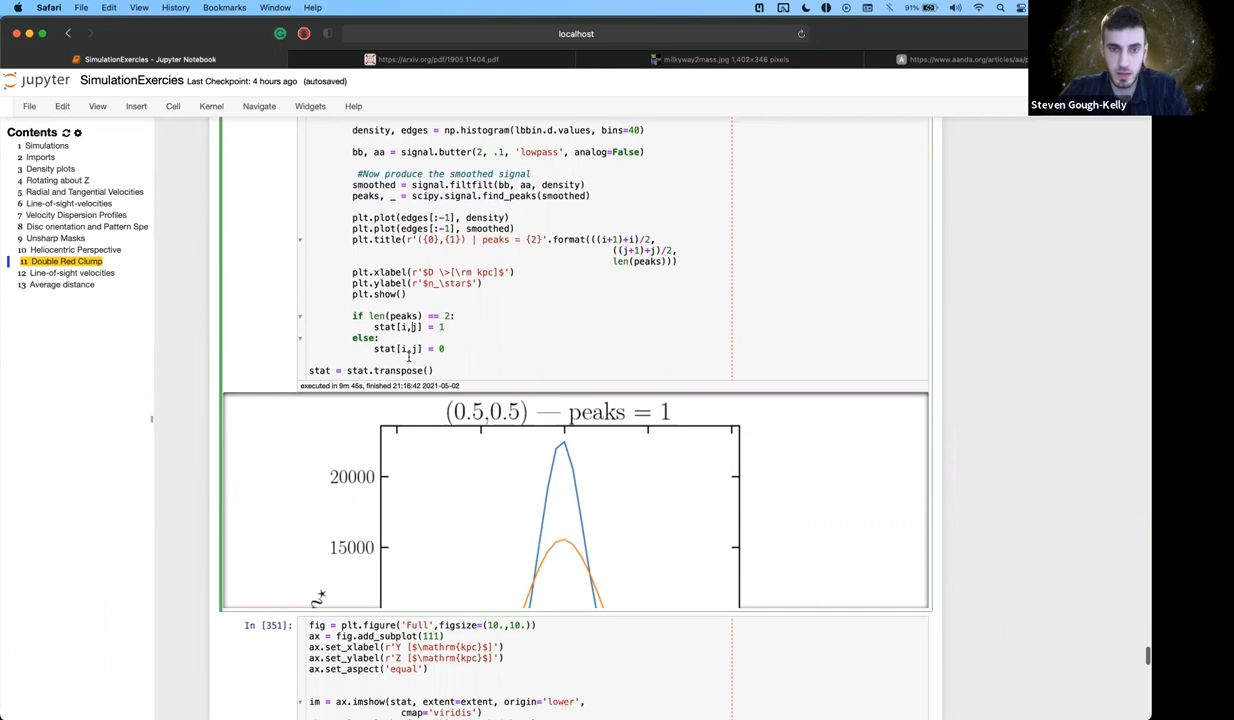 Safari File Edit View History Bookmarks Window Help 91%
localhost
SimulationExercies - Jupyter Notebook https://arxiv.org/pdf/1905.11404.pdf milkyway2mass.jpg 1,402×346 pixels https://www.aanda.org/articles/aa/p
jupyter SimulationExercies Last Checkpoint: 4 hours ago (autosaved)
Steven Gough-Kelly
File Edit View Insert Cell Kernel Navigate Widgets Help
Contents
1 Simulations
2 Imports
3 Density plots
4 Rotating about Z
5 Radial and Tangential Velocities
6 Line-of-sight-velocities
7 Velocity Dispersion Profiles
8 Disc orientation and Pattern Spe
9 Unsharp Masks
10 Heliocentric Perspective
11 Double Red Clump
12 Line-of-sight velocities
13 Average distance
density, edges = np.histogram(lbbin.d.values, bins=40)
bb, aa = signal.butter(2, .1, 'lowpass', analog=False)
#Now produce the smoothed signal
smoothed = signal.filtfilt(bb, aa, density)
peaks, _ = scipy.signal.find_peaks(smoothed)
plt.plot(edges[:-1], density)
plt.plot(edges[:-1], smoothed)
plt.title(r'({0},{1}) | peaks = {2}'.format(((i+1)+i)/2,
((j+1)+j)/2,
len(peaks)))
plt.xlabel(r'$D \>[\rm kpc]$')
plt.ylabel(r'$n_\star$')
plt.show()
if len(peaks) == 2:
stat[i,j] = 1
else:
stat[i,j] = 0
stat = stat.transpose()
executed in 9m 45s, finished 21:16:42 2021-05-02
(0.5,0.5) — peaks = 1
20000
15000
n⋆
In [351]:
fig = plt.figure('Full',figsize=(10.,10.))
ax = fig.add_subplot(111)
ax.set_xlabel(r'Y [$\mathrm{kpc}$]')
ax.set_ylabel(r'Z [$\mathrm{kpc}$]')
ax.set_aspect('equal')
im = ax.imshow(stat, extent=extent, origin='lower',
cmap='viridis')